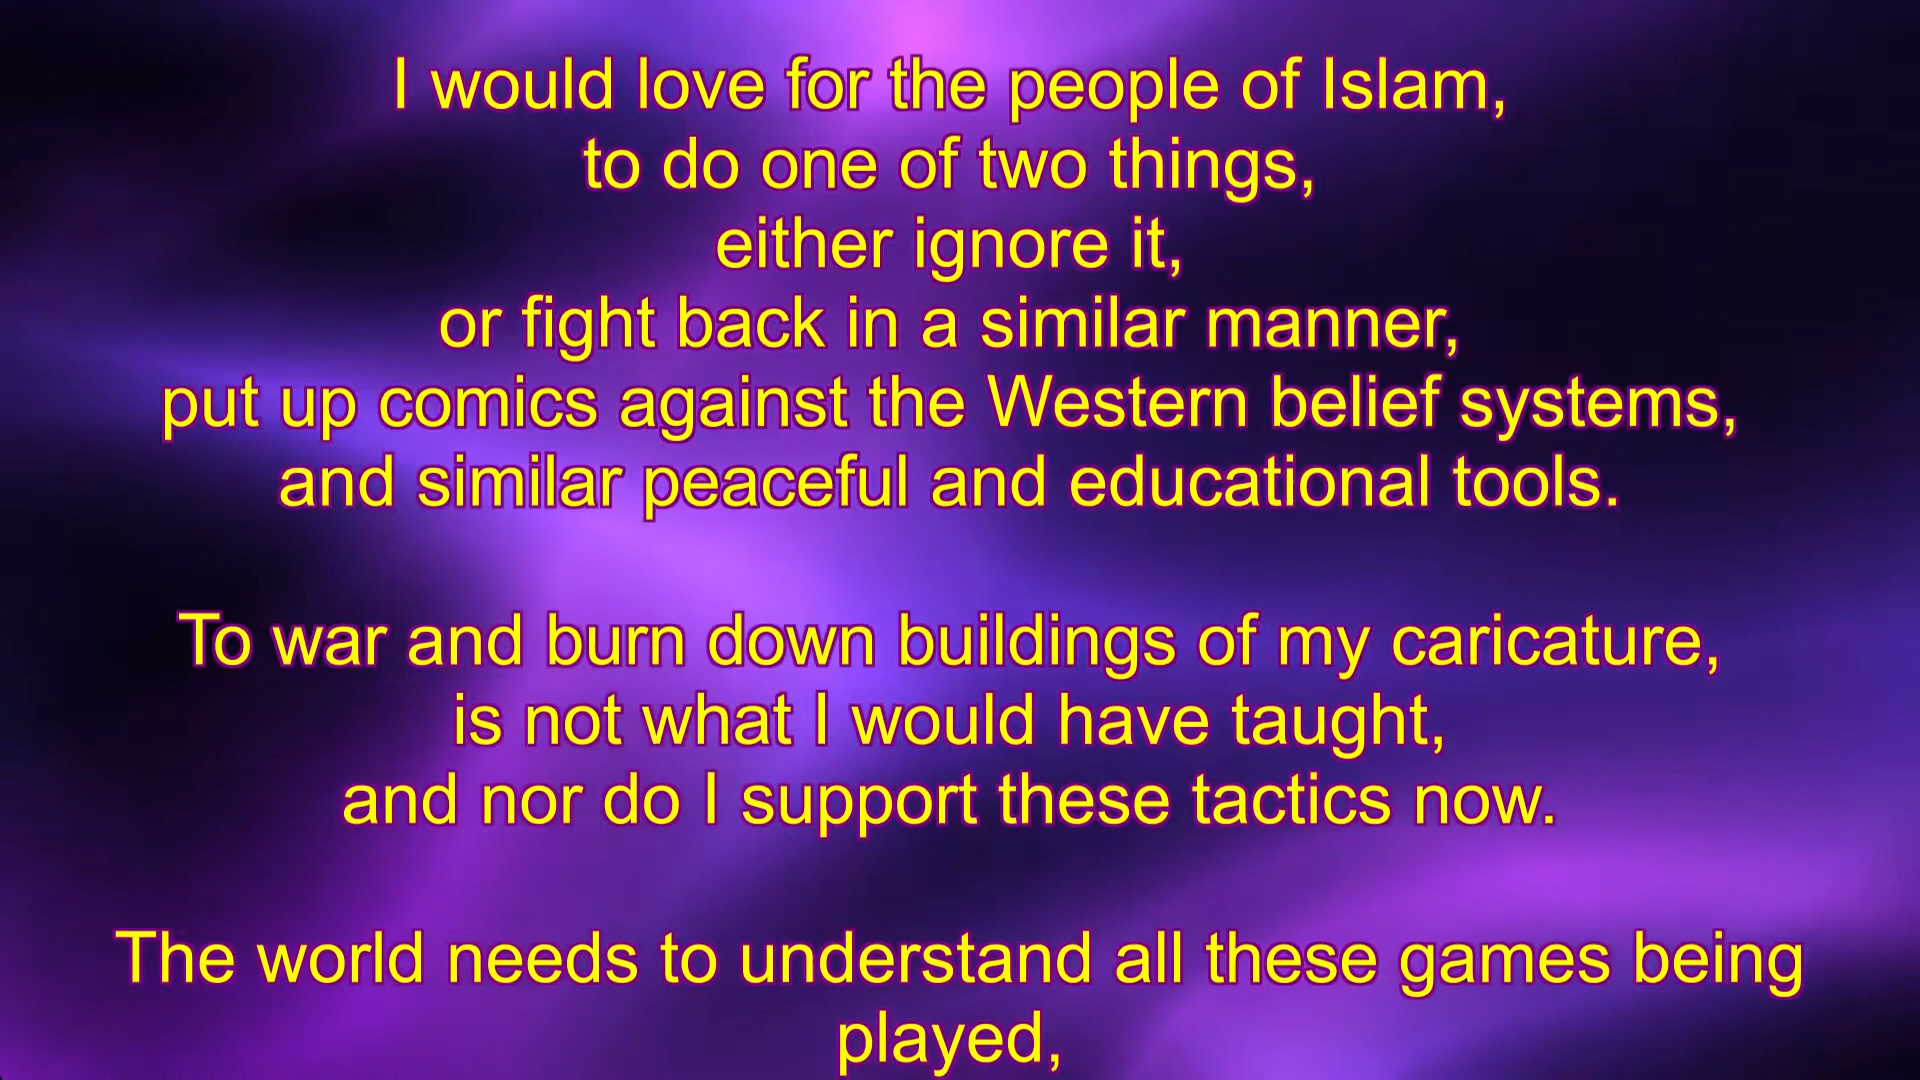 I would love for the people of Islam,
to do one of two things,
either ignore it,
or fight back in a similar manner,
put up comics against the Western belief systems,
and similar peaceful and educational tools.
To war and burn down buildings of my caricature,
is not what I would have taught,
and nor do I support these tactics now.
The world needs to understand all these games being
played,